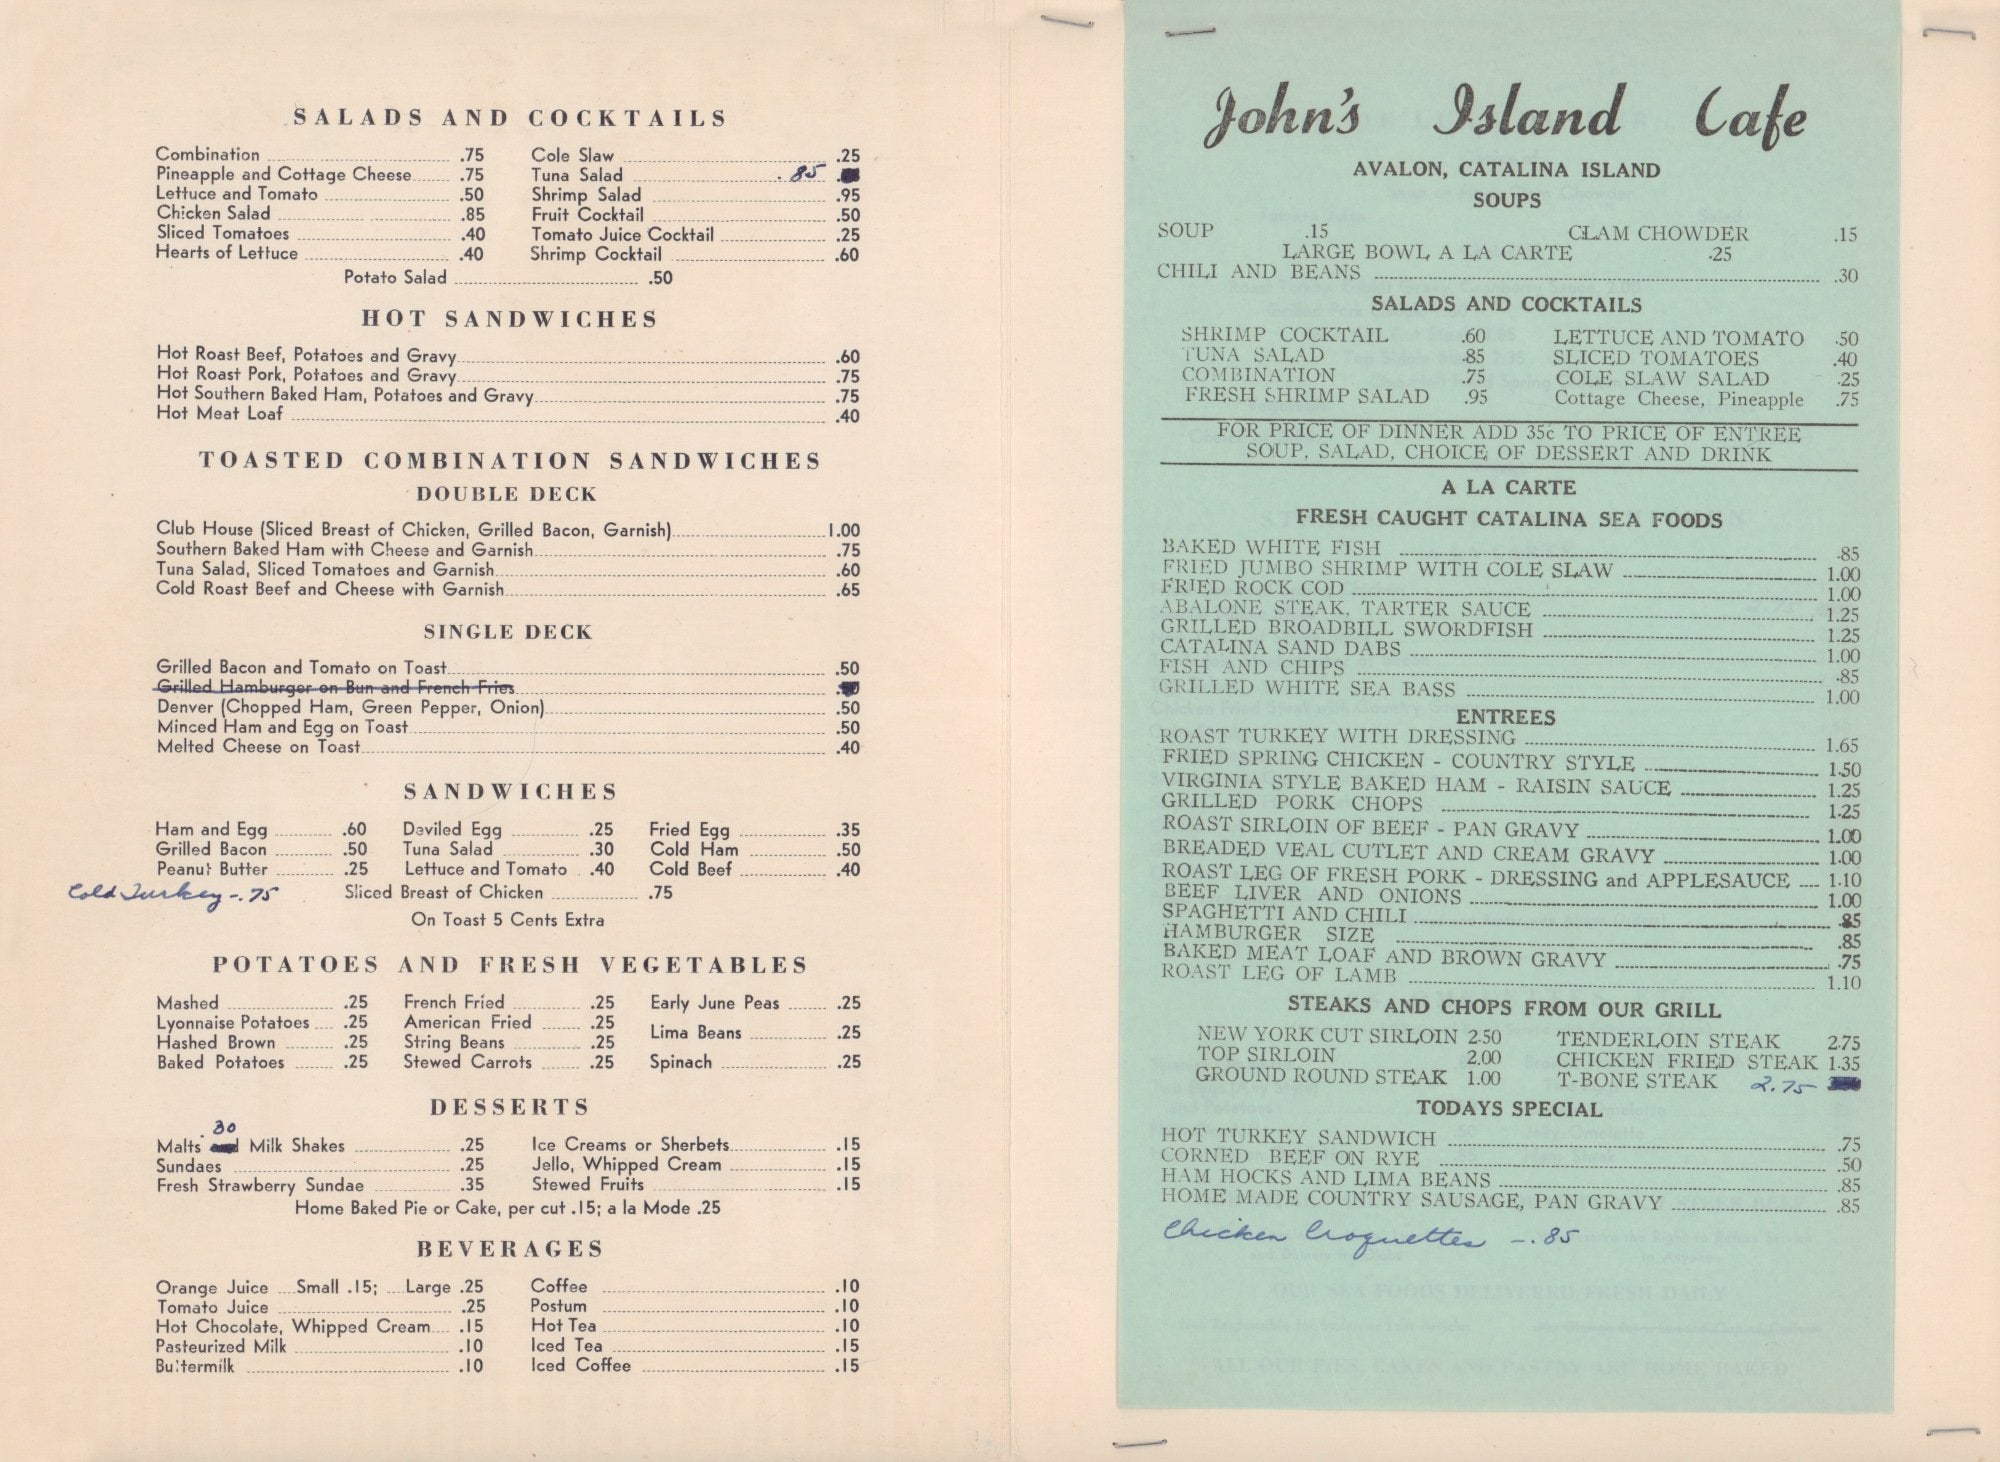 SALADS AND COCKTAILS
Combination .75 Cole Slaw .25
Pineapple and Cottage Cheese .75 Tuna Salad .85
Lettuce and Tomato .50 Shrimp Salad .95
Chicken Salad .85 Fruit Cocktail .50
Sliced Tomatoes .40 Tomato Juice Cocktail .25
Hearts of Lettuce .40 Shrimp Cocktail .60
Potato Salad .50
HOT SANDWICHES
Hot Roast Beef, Potatoes and Gravy .60
Hot Roast Pork, Potatoes and Gravy .75
Hot Southern Baked Ham, Potatoes and Gravy .75
Hot Meat Loaf .40
TOASTED COMBINATION SANDWICHES
DOUBLE DECK
Club House (Sliced Breast of Chicken, Grilled Bacon, Garnish) 1.00
Southern Baked Ham with Cheese and Garnish .75
Tuna Salad, Sliced Tomatoes and Garnish .60
Cold Roast Beef and Cheese with Garnish .65
SINGLE DECK
Grilled Bacon and Tomato on Toast .50
Grilled Hamburger on Bun and French Fries
Denver (Chopped Ham, Green Pepper, Onion) .50
Minced Ham and Egg on Toast .50
Melted Cheese on Toast .40
SANDWICHES
Ham and Egg .60 Deviled Egg .25 Fried Egg .35
Grilled Bacon .50 Tuna Salad .30 Cold Ham .50
Peanut Butter .25 Lettuce and Tomato .40 Cold Beef .40
Cold Turkey - .75 Sliced Breast of Chicken .75
On Toast 5 Cents Extra
POTATOES AND FRESH VEGETABLES
Mashed .25 French Fried .25 Early June Peas .25
Lyonnaise Potatoes .25 American Fried .25 Lima Beans .25
Hashed Brown .25 String Beans .25
Baked Potatoes .25 Stewed Carrots .25 Spinach .25
DESSERTS
.30
Malts Milk Shakes .25 Ice Creams or Sherbets .15
Sundaes .25 Jello, Whipped Cream .15
Fresh Strawberry Sundae .35 Stewed Fruits .15
Home Baked Pie or Cake, per cut .15; a la Mode .25
BEVERAGES
Orange Juice Small .15; Large .25 Coffee .10
Tomato Juice .25 Postum .10
Hot Chocolate, Whipped Cream .15 Hot Tea .10
Pasteurized Milk .10 Iced Tea .15
Buttermilk .10 Iced Coffee .15
John's Island Cafe
AVALON, CATALINA ISLAND
SOUPS
SOUP .15 CLAM CHOWDER .15
LARGE BOWL A LA CARTE .25
CHILI AND BEANS .30
SALADS AND COCKTAILS
SHRIMP COCKTAIL .60 LETTUCE AND TOMATO .50
TUNA SALAD .85 SLICED TOMATOES .40
COMBINATION .75 COLE SLAW SALAD .25
FRESH SHRIMP SALAD .95 Cottage Cheese, Pineapple .75
FOR PRICE OF DINNER ADD 35c TO PRICE OF ENTREE
SOUP, SALAD, CHOICE OF DESSERT AND DRINK
A LA CARTE
FRESH CAUGHT CATALINA SEA FOODS
BAKED WHITE FISH .85
FRIED JUMBO SHRIMP WITH COLE SLAW 1.00
FRIED ROCK COD 1.00
ABALONE STEAK, TARTER SAUCE 1.25
GRILLED BROADBILL SWORDFISH 1.25
CATALINA SAND DABS 1.00
FISH AND CHIPS .85
GRILLED WHITE SEA BASS 1.00
ENTREES
ROAST TURKEY WITH DRESSING 1.65
FRIED SPRING CHICKEN - COUNTRY STYLE 1.50
VIRGINIA STYLE BAKED HAM - RAISIN SAUCE 1.25
GRILLED PORK CHOPS 1.25
ROAST SIRLOIN OF BEEF - PAN GRAVY 1.00
BREADED VEAL CUTLET AND CREAM GRAVY 1.00
ROAST LEG OF FRESH PORK - DRESSING and APPLESAUCE 1.10
BEEF LIVER AND ONIONS 1.00
SPAGHETTI AND CHILI .85
HAMBURGER SIZE .85
BAKED MEAT LOAF AND BROWN GRAVY .75
ROAST LEG OF LAMB 1.10
STEAKS AND CHOPS FROM OUR GRILL
NEW YORK CUT SIRLOIN 2.50 TENDERLOIN STEAK 2.75
TOP SIRLOIN 2.00 CHICKEN FRIED STEAK 1.35
GROUND ROUND STEAK 1.00 T-BONE STEAK 2.75
TODAYS SPECIAL
HOT TURKEY SANDWICH .75
CORNED BEEF ON RYE .50
HAM HOCKS AND LIMA BEANS .85
HOME MADE COUNTRY SAUSAGE, PAN GRAVY .85
Chicken Croquettes - .85